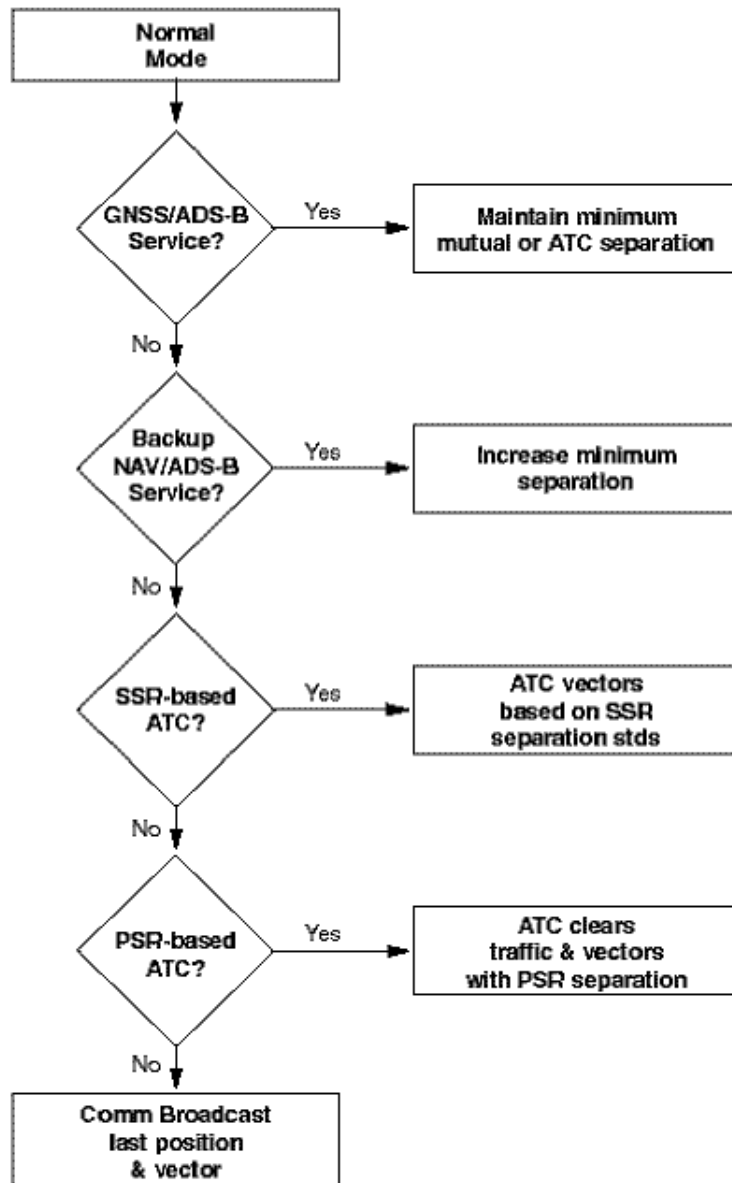 Normal
Mode
GNSS/ADS-B
Service?
Yes
Maintain minimum
mutual or ATC separation
No
Backup
NAV/ADS-B
Service?
Yes
Increase minimum
separation
No
SSR-based
ATC?
Yes
ATC vectors
based on SSR
separation stds
No
PSR-based
ATC?
Yes
ATC clears
traffic & vectors
with PSR separation
No
Comm Broadcast
last position
& vector